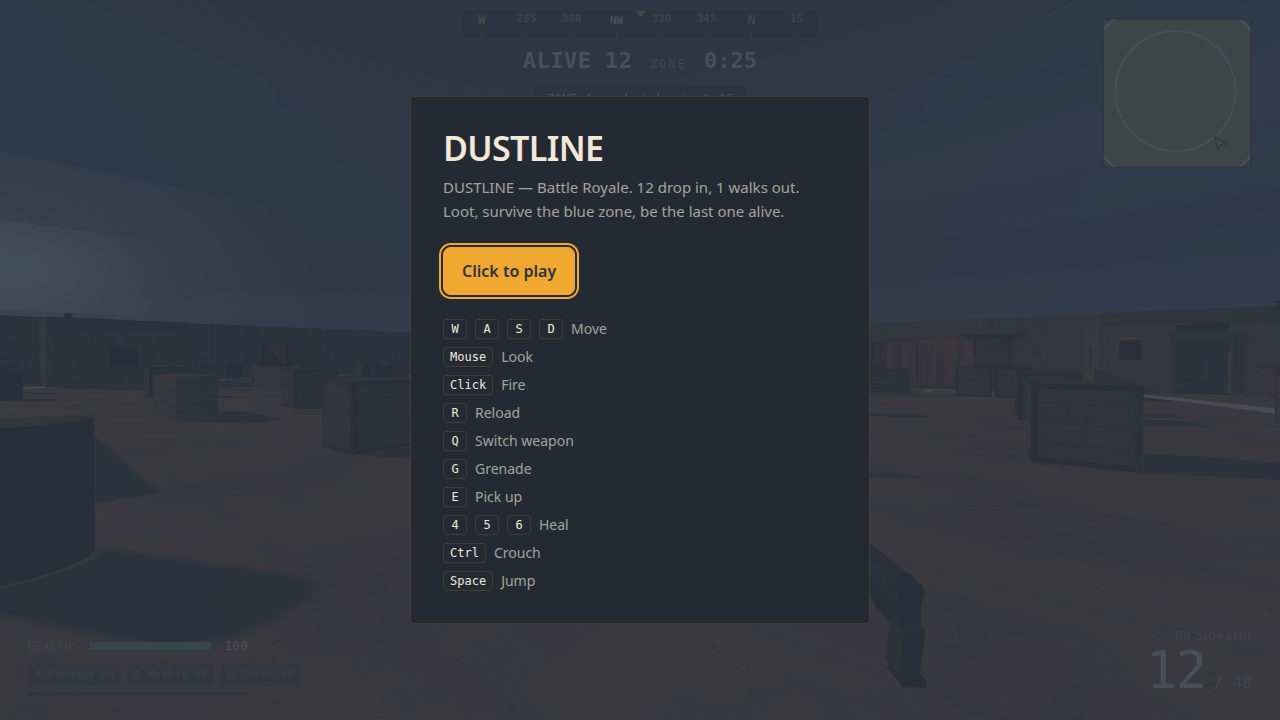 W 285 300 NW 330 345 N 15
ALIVE 12 ZONE 0:25
DUSTLINE
DUSTLINE — Battle Royale. 12 drop in, 1 walks out.
Loot, survive the blue zone, be the last one alive.
Click to play
W A S D Move
Mouse Look
Click Fire
R Reload
Q Switch weapon
G Grenade
E Pick up
4 5 6 Heal
Ctrl Crouch
Space Jump
HEALTH 100
4 Bandage x0 5 Medkit x0 6 Drink x0
P9 Sidearm
12 / 48